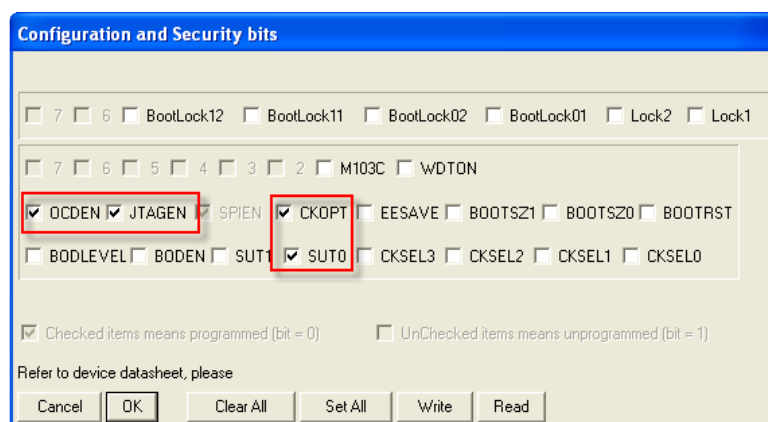 Configuration and Security bits
7 6 BootLock12 BootLock11 BootLock02 BootLock01 Lock2 Lock1
7 6 5 4 3 2 M103C WDTON
OCDEN JTAGEN SPIEN CKOPT EESAVE BOOTSZ1 BOOTSZ0 BOOTRST
BODLEVEL BODEN SUT1 SUT0 CKSEL3 CKSEL2 CKSEL1 CKSEL0
Checked items means programmed (bit = 0) UnChecked items means unprogrammed (bit = 1)
Refer to device datasheet, please
Cancel OK Clear All Set All Write Read